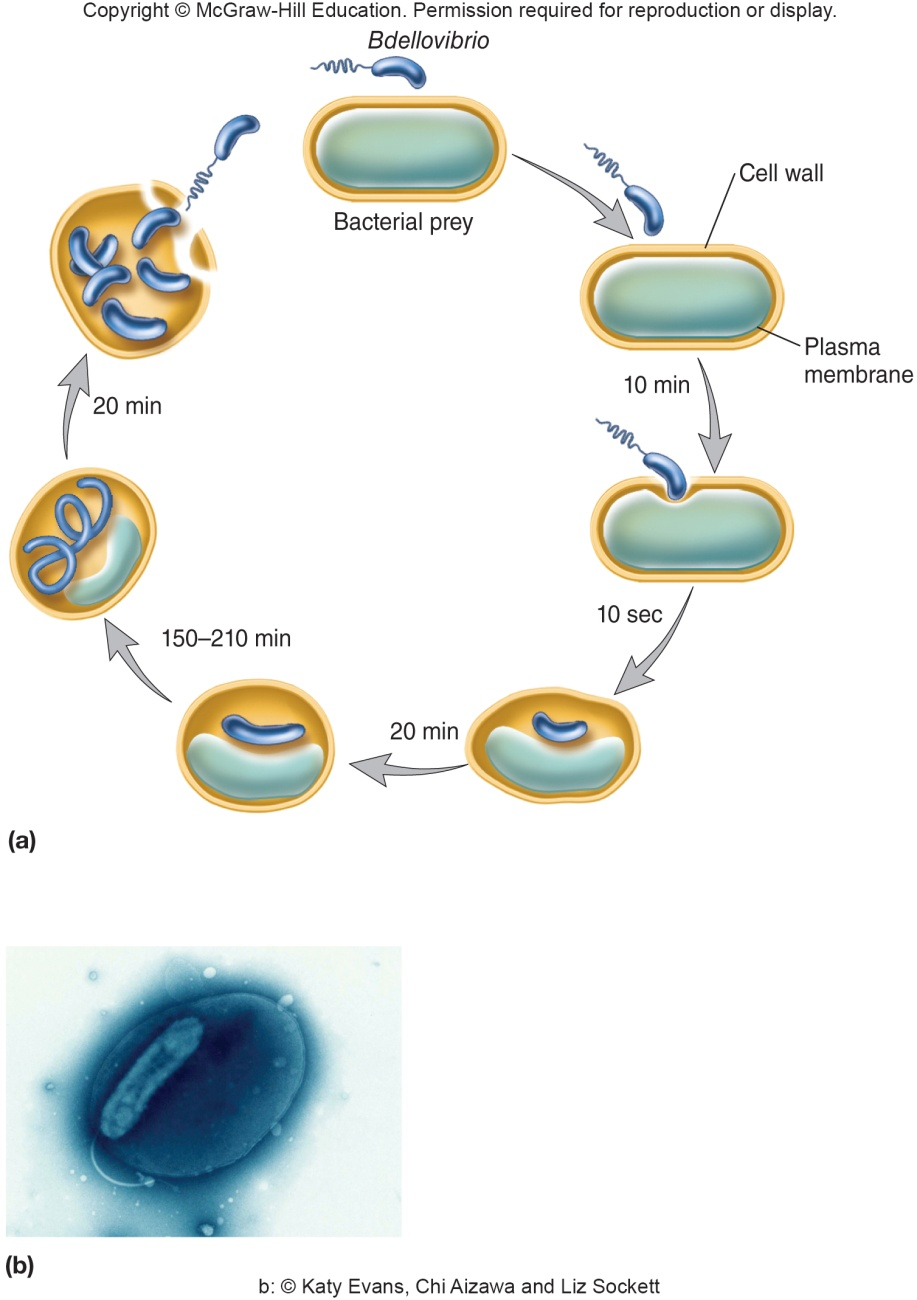 Copyright © McGraw-Hill Education. Permission required for reproduction or display.
Bdellovibrio
Bacterial prey
Cell wall
Plasma
membrane
10 min
10 sec
20 min
150–210 min
20 min
(a)
(b)
b: © Katy Evans, Chi Aizawa and Liz Sockett